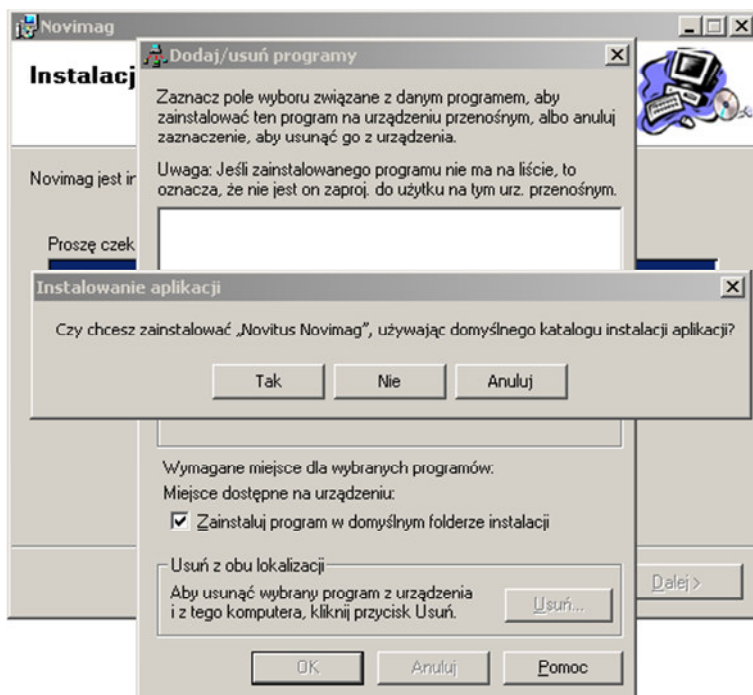 Novimag
Instalacj
Dodaj/usuń programy
Zaznacz pole wyboru związane z danym programem, aby
zainstalować ten program na urządzeniu przenośnym, albo anuluj
zaznaczenie, aby usunąć go z urządzenia.
Uwaga: Jeśli zainstalowanego programu nie ma na liście, to
oznacza, że nie jest on zaproj. do użytku na tym urz. przenośnym.
Novimag jest in
Proszę czek
Instalowanie aplikacji
Czy chcesz zainstalować „Novitus Novimag”, używając domyślnego katalogu instalacji aplikacji?
Tak Nie Anuluj
Wymagane miejsce dla wybranych programów:
Miejsce dostępne na urządzeniu:
Zainstaluj program w domyślnym folderze instalacji
Usuń z obu lokalizacji
Aby usunąć wybrany program z urządzenia
i z tego komputera, kliknij przycisk Usuń.
Usuń...
Dalej >
OK Anuluj Pomoc